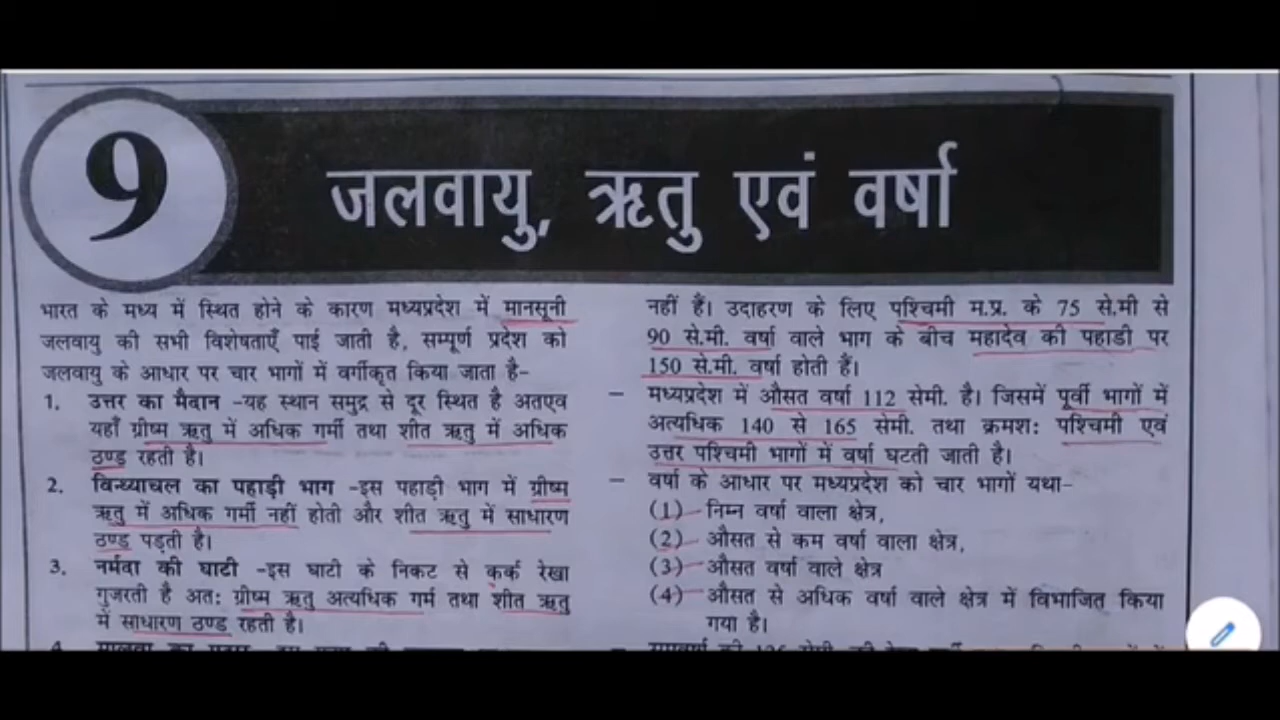 9
जलवायु, ऋतु एवं वर्षा
भारत के मध्य में स्थित होने के कारण मध्यप्रदेश में मानसूनी
जलवायु की सभी विशेषताएँ पाई जाती है, सम्पूर्ण प्रदेश को
जलवायु के आधार पर चार भागों में वर्गीकृत किया जाता है-
1. उत्तर का मैदान -यह स्थान समुद्र से दूर स्थित है अतएव
यहाँ ग्रीष्म ऋतु में अधिक गर्मी तथा शीत ऋतु में अधिक
ठण्ड रहती है।
2. विन्ध्याचल का पहाडी भाग -इस पहाड़ी भाग में ग्रीष्म
ऋतु में अधिक गर्मी नहीं होती और शीत ऋतु में साधारण
ठण्ड पड़ती है।
3. नर्मदा की घाटी -इस घाटी के निकट से कर्क रेखा
गुजरती है अत: ग्रीष्म ऋतु अत्यधिक गर्म तथा शीत ऋतु
में साधारण ठण्ड रहती है।
नहीं हैं। उदाहरण के लिए पश्चिमी म.प्र. के 75 से.मी से
90 से.मी. वर्षा वाले भाग के बीच महादेव की पहाडी पर
150 से.मी. वर्षा होती हैं।
– मध्यप्रदेश में औसत वर्षा 112 सेमी. है। जिसमें पूर्वी भागों में
अत्यधिक 140 से 165 सेमी. तथा क्रमश: पश्चिमी एवं
उत्तर पश्चिमी भागों में वर्षा घटती जाती है।
– वर्षा के आधार पर मध्यप्रदेश को चार भागों यथा-
(1) निम्न वर्षा वाला क्षेत्र,
(2) औसत से कम वर्षा वाला क्षेत्र,
(3) औसत वर्षा वाले क्षेत्र
(4) औसत से अधिक वर्षा वाले क्षेत्र में विभाजित किया
गया है।